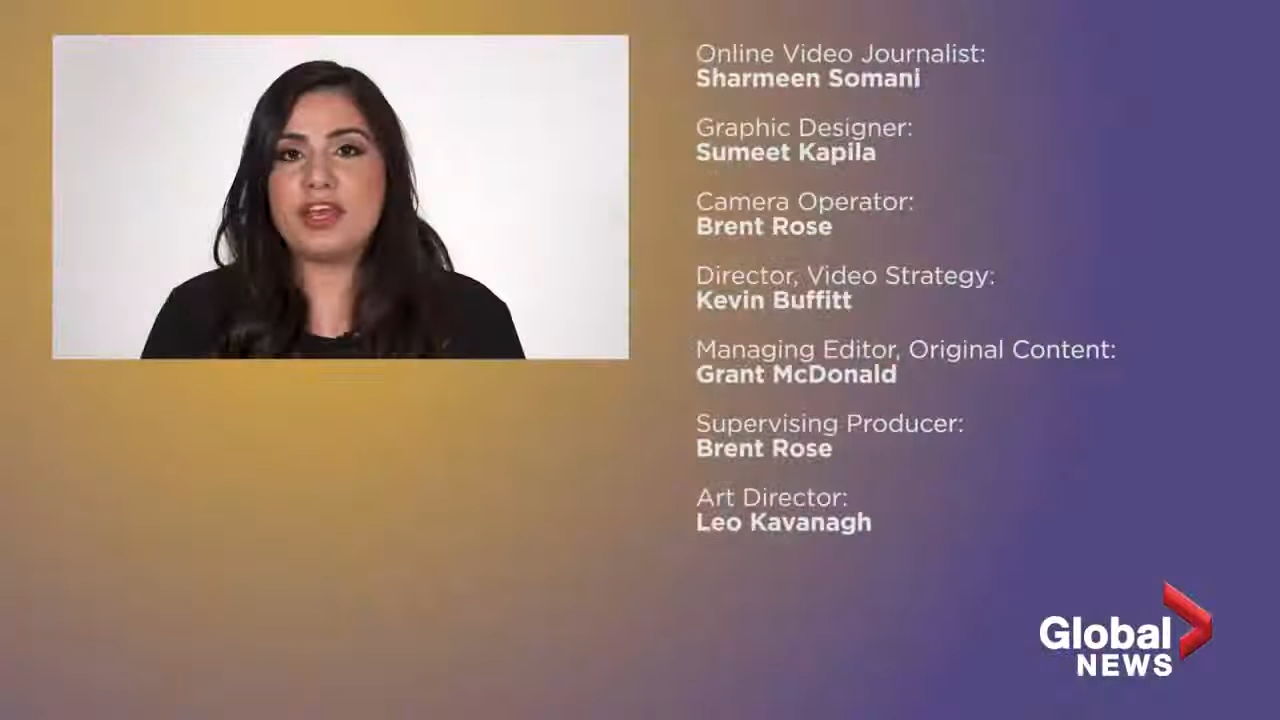 Online Video Journalist:
Sharmeen Somani
Graphic Designer:
Sumeet Kapila
Camera Operator:
Brent Rose
Director, Video Strategy:
Kevin Buffitt
Managing Editor, Original Content:
Grant McDonald
Supervising Producer:
Brent Rose
Art Director:
Leo Kavanagh
Global
NEWS